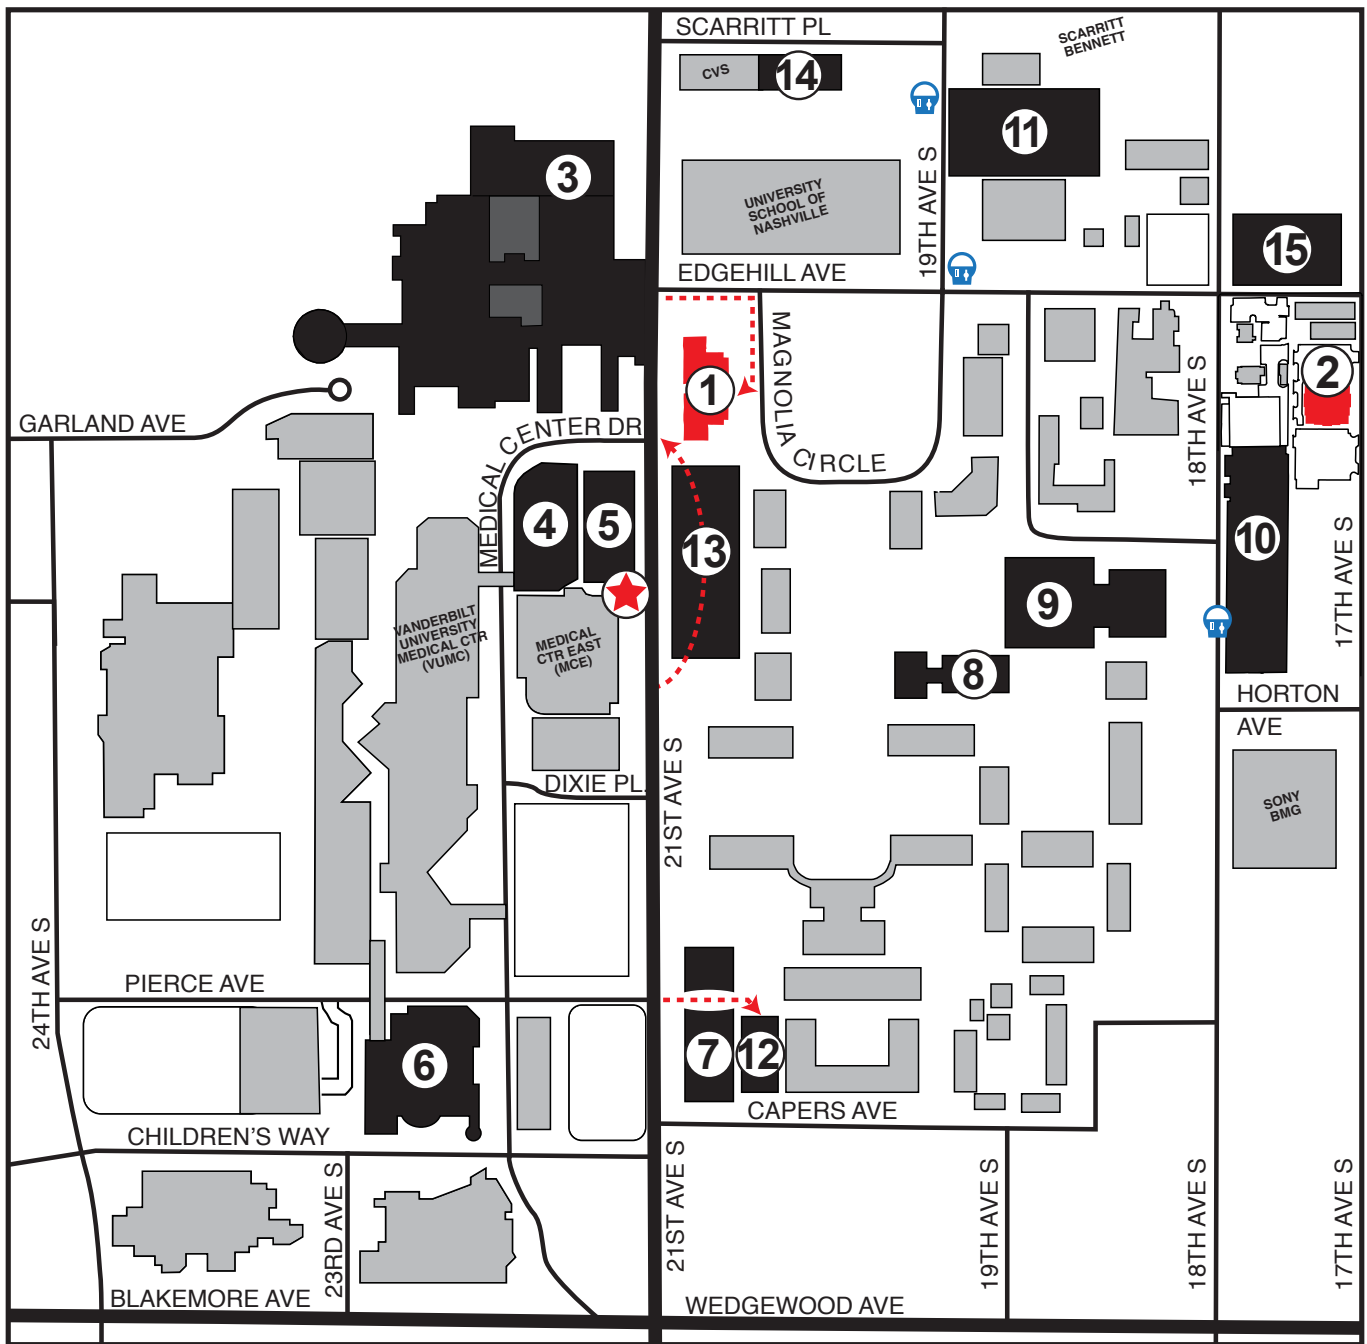 SCARRITT PL
SCARRITT
BENNETT
CVS
14
11
3
UNIVERSITY
SCHOOL OF
NASHVILLE
19TH AVE S
15
EDGEHILL AVE
MAGNOLIA CIRCLE
1
2
18TH AVE S
GARLAND AVE
MEDICAL CENTER DR
4
5
13
10
17TH AVE S
9
VANDERBILT
UNIVERSITY
MEDICAL CTR
(VUMC)
MEDICAL
CTR EAST
(MCE)
8
HORTON
AVE
21ST AVE S
DIXIE PL.
SONY
BMG
24TH AVE S
PIERCE AVE
6
7
12
CAPERS AVE
CHILDREN'S WAY
23RD AVE S
21ST AVE S
19TH AVE S
18TH AVE S
17TH AVE S
BLAKEMORE AVE
WEDGEWOOD AVE